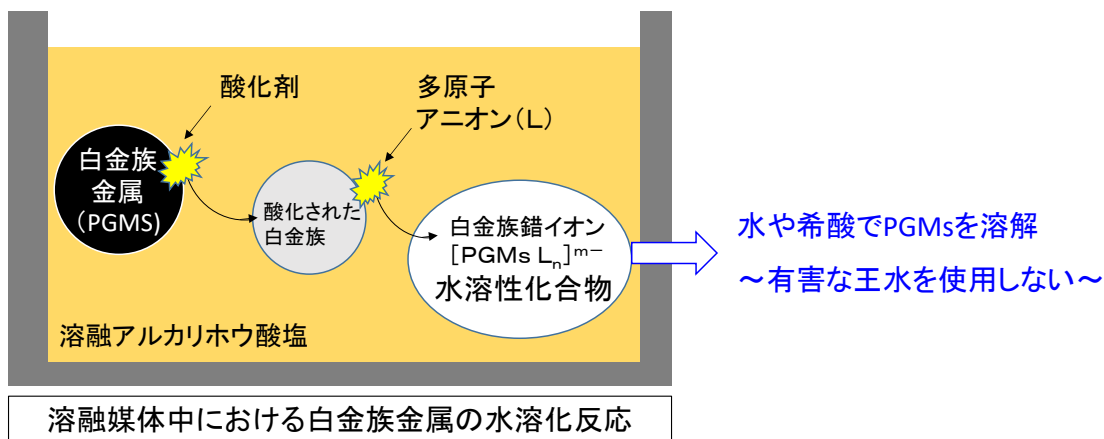 酸化剤
多原子
アニオン(L)
白金族
金属
(PGMS)
酸化された
白金族
白金族錯イオン
[PGMs Lₙ]ᵐ⁻
水溶性化合物
溶融アルカリホウ酸塩
水や希酸でPGMsを溶解
~有害な王水を使用しない~
溶融媒体中における白金族金属の水溶化反応